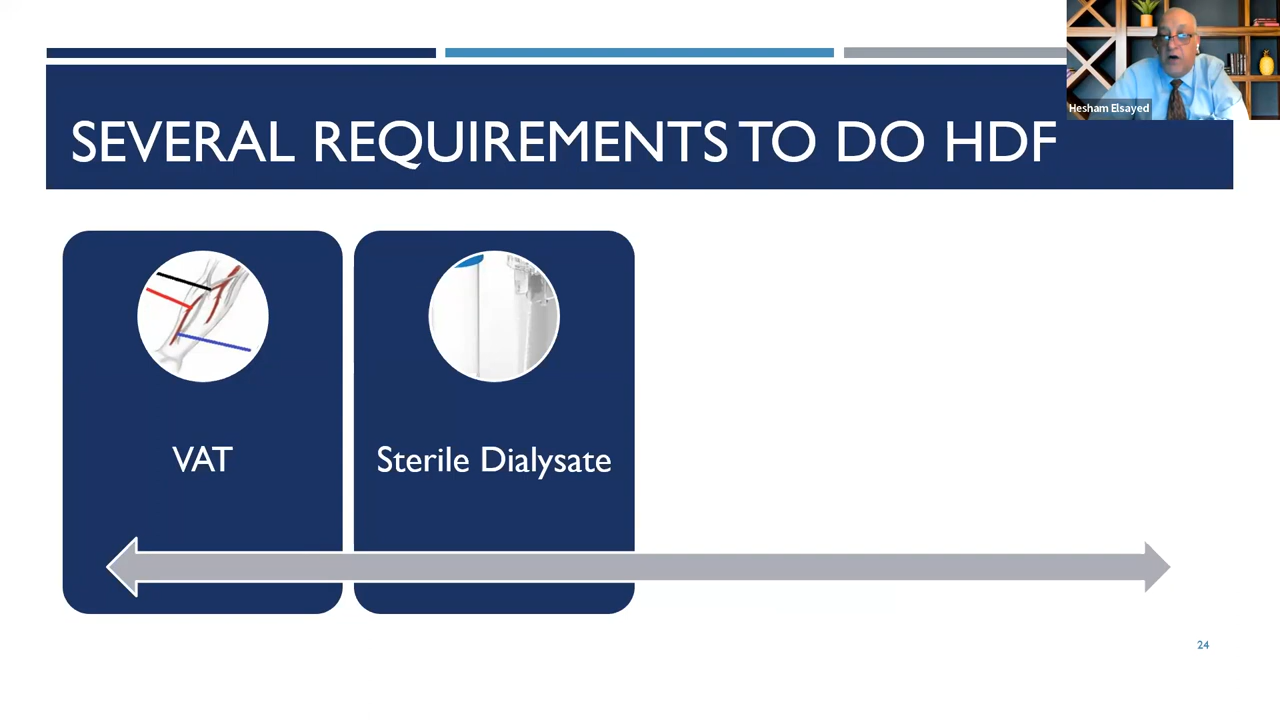 SEVERAL REQUIREMENTS TO DO HDF
Hesham Elsayed
VAT
Sterile Dialysate
24